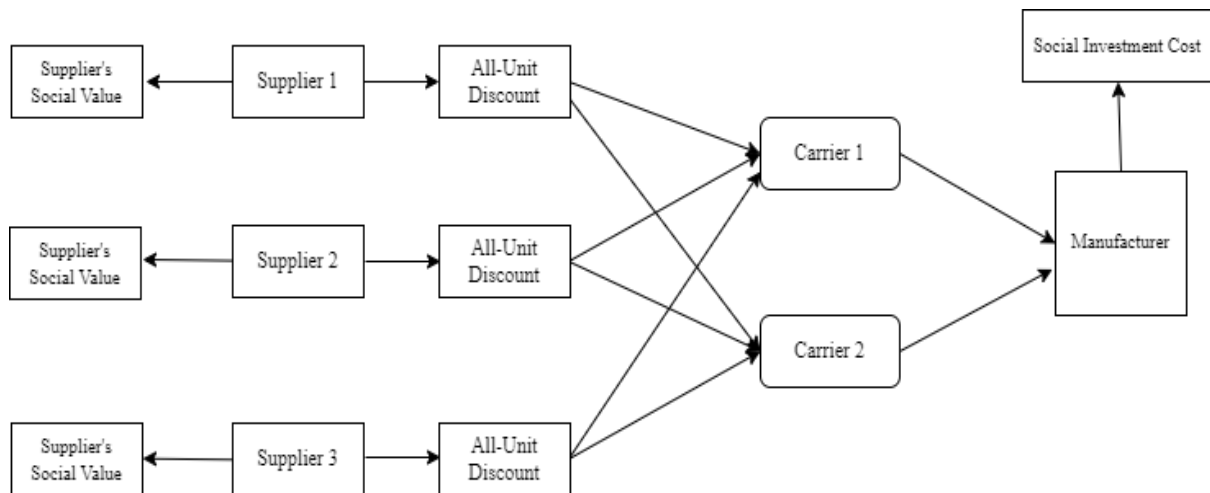 Social Investment Cost
Supplier's
Social Value
Supplier 1
All-Unit
Discount
Carrier 1
Supplier's
Social Value
Supplier 2
All-Unit
Discount
Manufacturer
Carrier 2
Supplier's
Social Value
Supplier 3
All-Unit
Discount